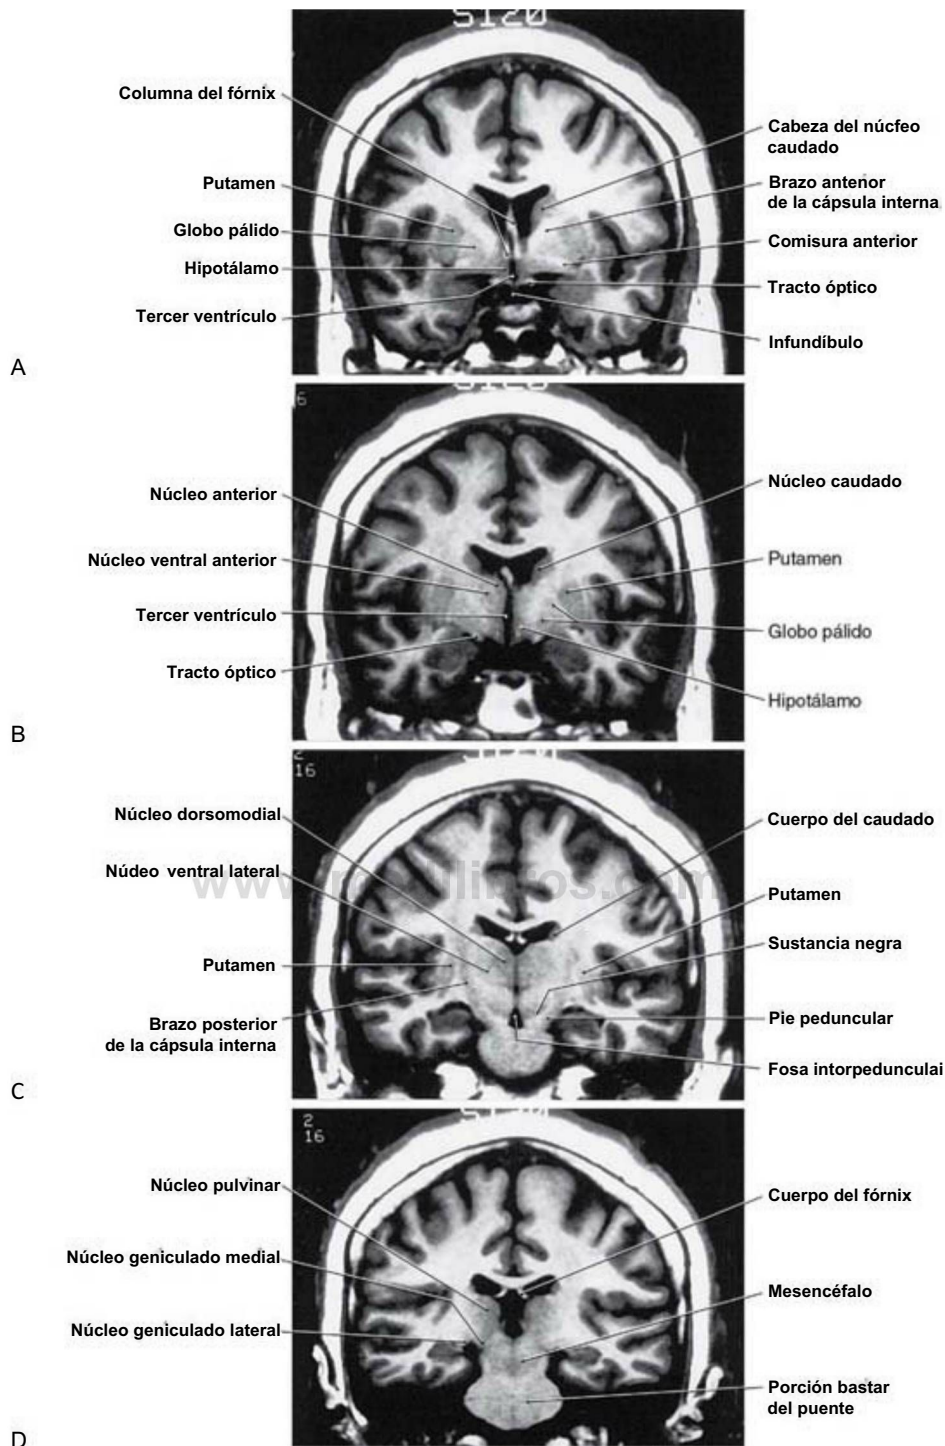 S120
Columna del fórnix
Putamen
Globo pálido
Hipotálamo
Tercer ventrículo
Cabeza del núcfeo
caudado
Brazo antenor
de la cápsula interna
Comisura anterior
Tracto óptico
Infundíbulo
A
6
Núcleo anterior
Núcleo ventral anterior
Tercer ventrículo
Tracto óptico
Núcleo caudado
Putamen
Globo pálido
Hipotálamo
B
2
16
Núcleo dorsomodial
Núdeo ventral lateral
Putamen
Brazo posterior
de la cápsula interna
Cuerpo del caudado
Putamen
Sustancia negra
Pie peduncular
Fosa intorpedunculai
C
2
16
Núcleo pulvinar
Núcleo geniculado medial
Núcleo geniculado lateral
Cuerpo del fórnix
Mesencéfalo
Porción bastar
del puente
D